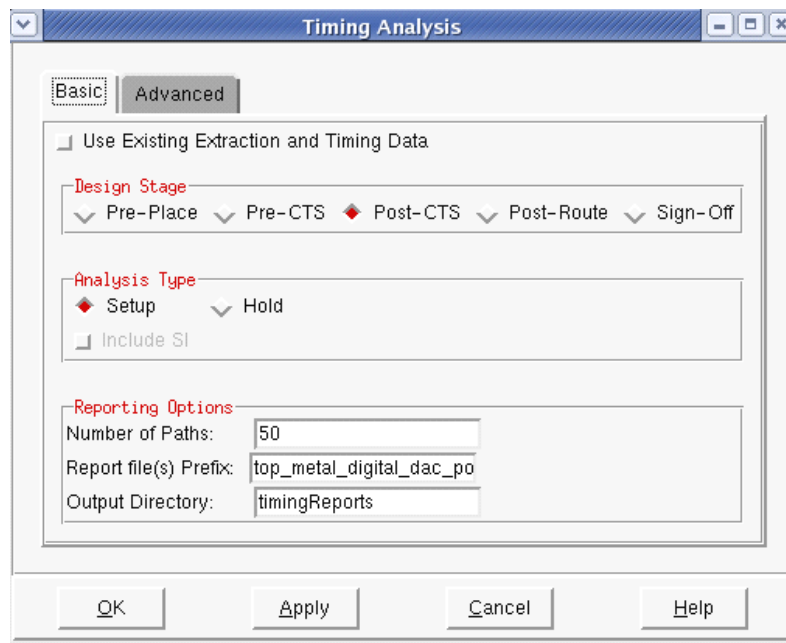 Timing Analysis
Basic Advanced
Use Existing Extraction and Timing Data
Design Stage
Pre-Place Pre-CTS Post-CTS Post-Route Sign-Off
Analysis Type
Setup Hold
Include SI
Reporting Options
Number of Paths: 50
Report file(s) Prefix: top_metal_digital_dac_po
Output Directory: timingReports
OK Apply Cancel Help